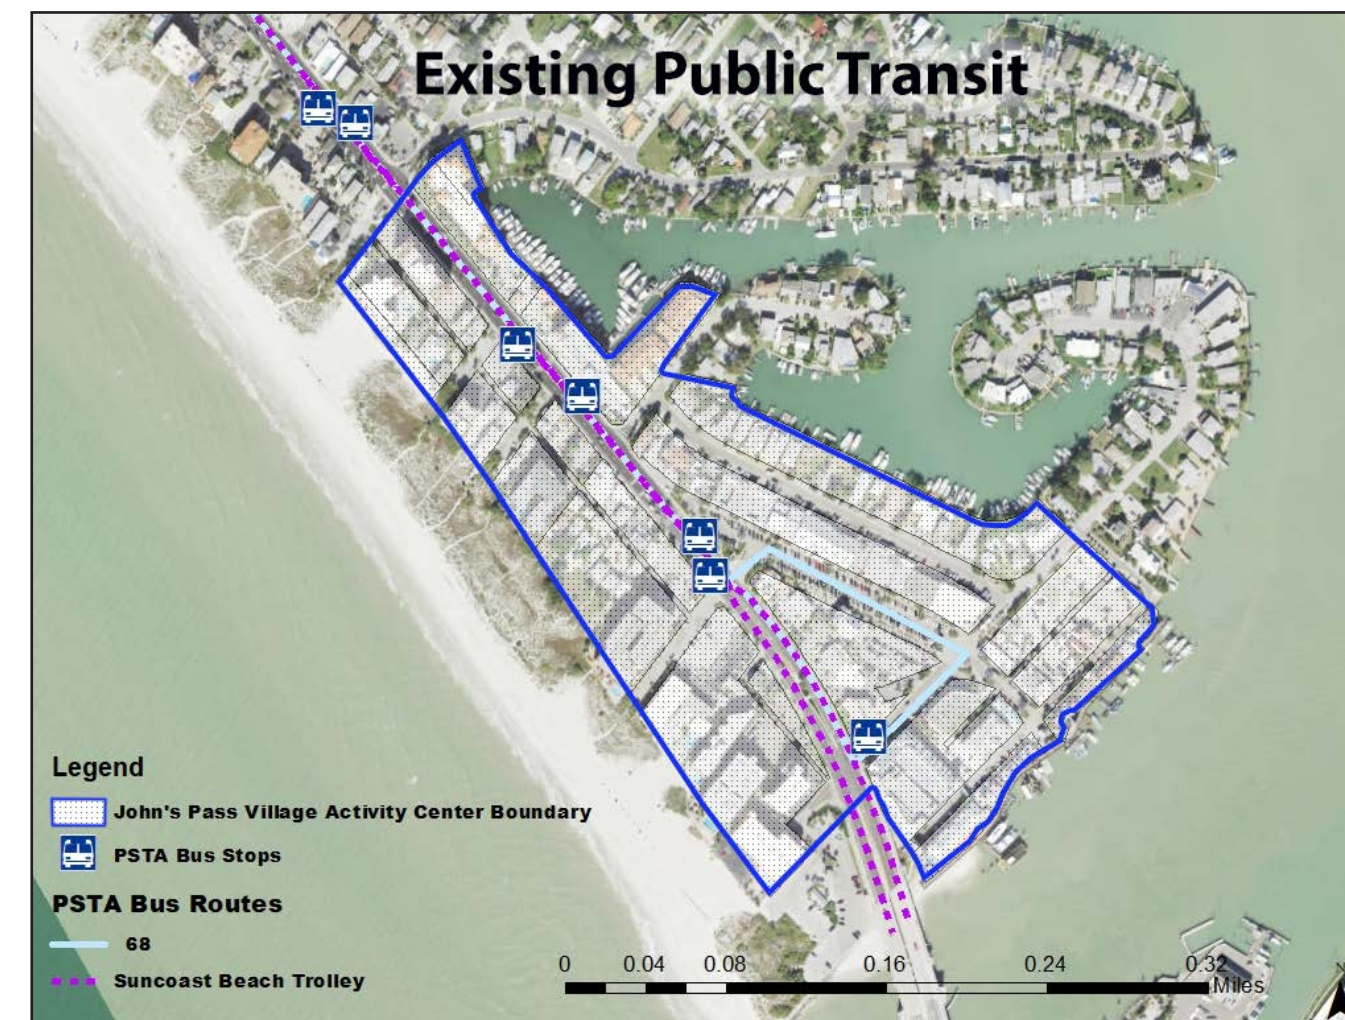 Existing Public Transit
Legend
John's Pass Village Activity Center Boundary
PSTA Bus Stops
PSTA Bus Routes
68
Suncoast Beach Trolley
0 0.04 0.08 0.16 0.24 0.32
Miles
N